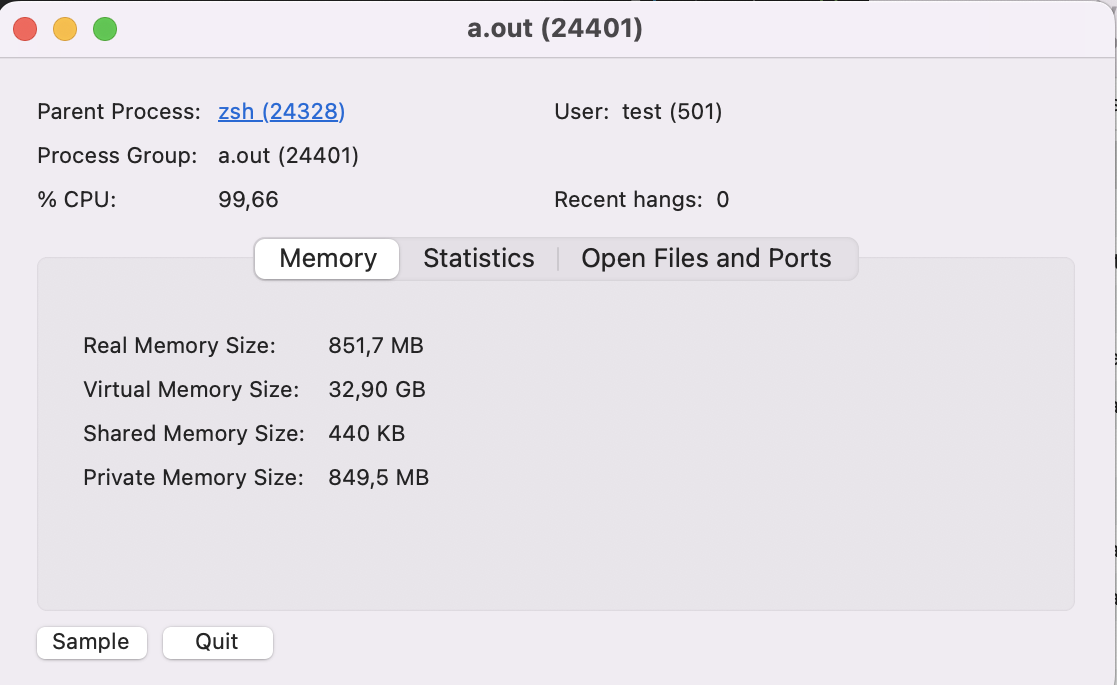 a.out (24401)
Parent Process: zsh (24328) User: test (501)
Process Group: a.out (24401)
% CPU: 99,66 Recent hangs: 0
Memory Statistics Open Files and Ports
Real Memory Size: 851,7 MB
Virtual Memory Size: 32,90 GB
Shared Memory Size: 440 KB
Private Memory Size: 849,5 MB
Sample Quit